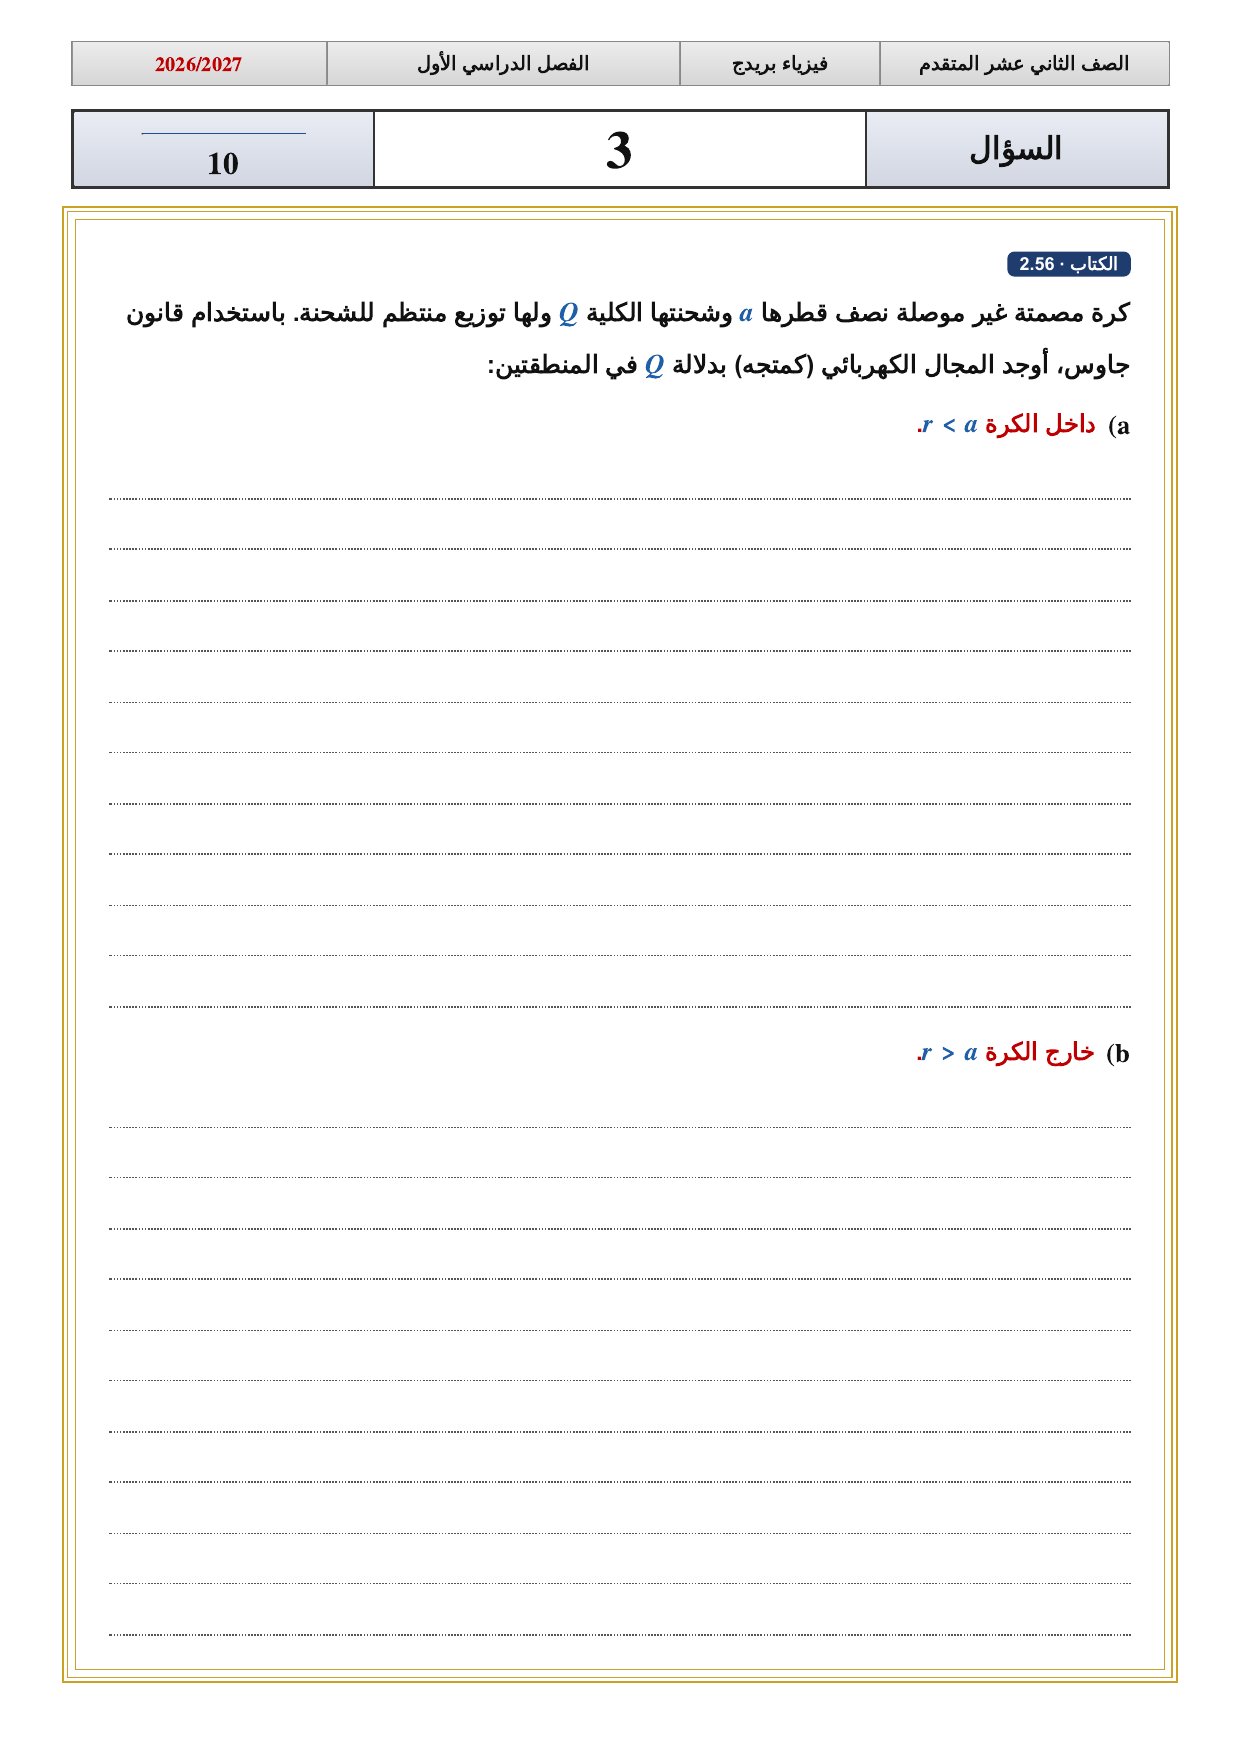 الصف الثاني عشر المتقدم
فيزياء بريدج
الفصل الدراسي الأول
2026/2027
السؤال
3
10
الكتاب · 2.56
كرة مصمتة غير موصلة نصف قطرها a وشحنتها الكلية Q ولها توزيع منتظم للشحنة. باستخدام قانون
جاوس، أوجد المجال الكهربائي (كمتجه) بدلالة Q في المنطقتين:
a) داخل الكرة r < a.
b) خارج الكرة r > a.